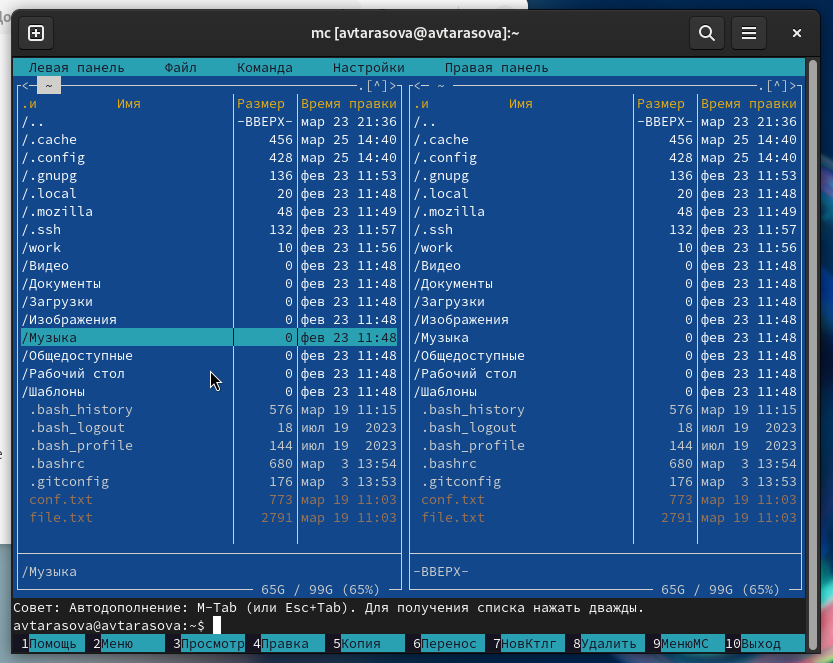 mc [avtarasova@avtarasova]:~
Левая панель Файл Команда Настройки Правая панель
<─ ~ .[^]> <─ ~ .[^]>
.и Имя Размер Время правки .и Имя Размер Время правки
/.. -ВВЕРХ- мар 23 21:36 /.. -ВВЕРХ- мар 23 21:36
/.cache 456 мар 25 14:40 /.cache 456 мар 25 14:40
/.config 428 мар 25 14:40 /.config 428 мар 25 14:40
/.gnupg 136 фев 23 11:53 /.gnupg 136 фев 23 11:53
/.local 20 фев 23 11:48 /.local 20 фев 23 11:48
/.mozilla 48 фев 23 11:49 /.mozilla 48 фев 23 11:49
/.ssh 132 фев 23 11:57 /.ssh 132 фев 23 11:57
/work 10 фев 23 11:56 /work 10 фев 23 11:56
/Видео 0 фев 23 11:48 /Видео 0 фев 23 11:48
/Документы 0 фев 23 11:48 /Документы 0 фев 23 11:48
/Загрузки 0 фев 23 11:48 /Загрузки 0 фев 23 11:48
/Изображения 0 фев 23 11:48 /Изображения 0 фев 23 11:48
/Музыка 0 фев 23 11:48 /Музыка 0 фев 23 11:48
/Общедоступные 0 фев 23 11:48 /Общедоступные 0 фев 23 11:48
/Рабочий стол 0 фев 23 11:48 /Рабочий стол 0 фев 23 11:48
/Шаблоны 0 фев 23 11:48 /Шаблоны 0 фев 23 11:48
.bash_history 576 мар 19 11:15 .bash_history 576 мар 19 11:15
.bash_logout 18 июл 19 2023 .bash_logout 18 июл 19 2023
.bash_profile 144 июл 19 2023 .bash_profile 144 июл 19 2023
.bashrc 680 мар 3 13:54 .bashrc 680 мар 3 13:54
.gitconfig 176 мар 3 13:53 .gitconfig 176 мар 3 13:53
conf.txt 773 мар 19 11:03 conf.txt 773 мар 19 11:03
file.txt 2791 мар 19 11:03 file.txt 2791 мар 19 11:03
/Музыка -ВВЕРХ-
65G / 99G (65%) 65G / 99G (65%)
Совет: Автодополнение: M-Tab (или Esc+Tab). Для получения списка нажать дважды.
avtarasova@avtarasova:~$
1Помощь 2Меню 3Просмотр 4Правка 5Копия 6Перенос 7НовКтлг 8Удалить 9МенюMC 10Выход